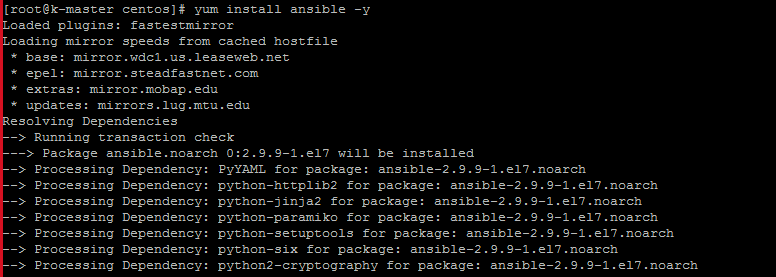 [root@k-master centos]# yum install ansible -y
Loaded plugins: fastestmirror
Loading mirror speeds from cached hostfile
 * base: mirror.wdc1.us.leaseweb.net
 * epel: mirror.steadfastnet.com
 * extras: mirror.mobap.edu
 * updates: mirrors.lug.mtu.edu
Resolving Dependencies
--> Running transaction check
---> Package ansible.noarch 0:2.9.9-1.el7 will be installed
--> Processing Dependency: PyYAML for package: ansible-2.9.9-1.el7.noarch
--> Processing Dependency: python-httplib2 for package: ansible-2.9.9-1.el7.noarch
--> Processing Dependency: python-jinja2 for package: ansible-2.9.9-1.el7.noarch
--> Processing Dependency: python-paramiko for package: ansible-2.9.9-1.el7.noarch
--> Processing Dependency: python-setuptools for package: ansible-2.9.9-1.el7.noarch
--> Processing Dependency: python-six for package: ansible-2.9.9-1.el7.noarch
--> Processing Dependency: python2-cryptography for package: ansible-2.9.9-1.el7.noarch